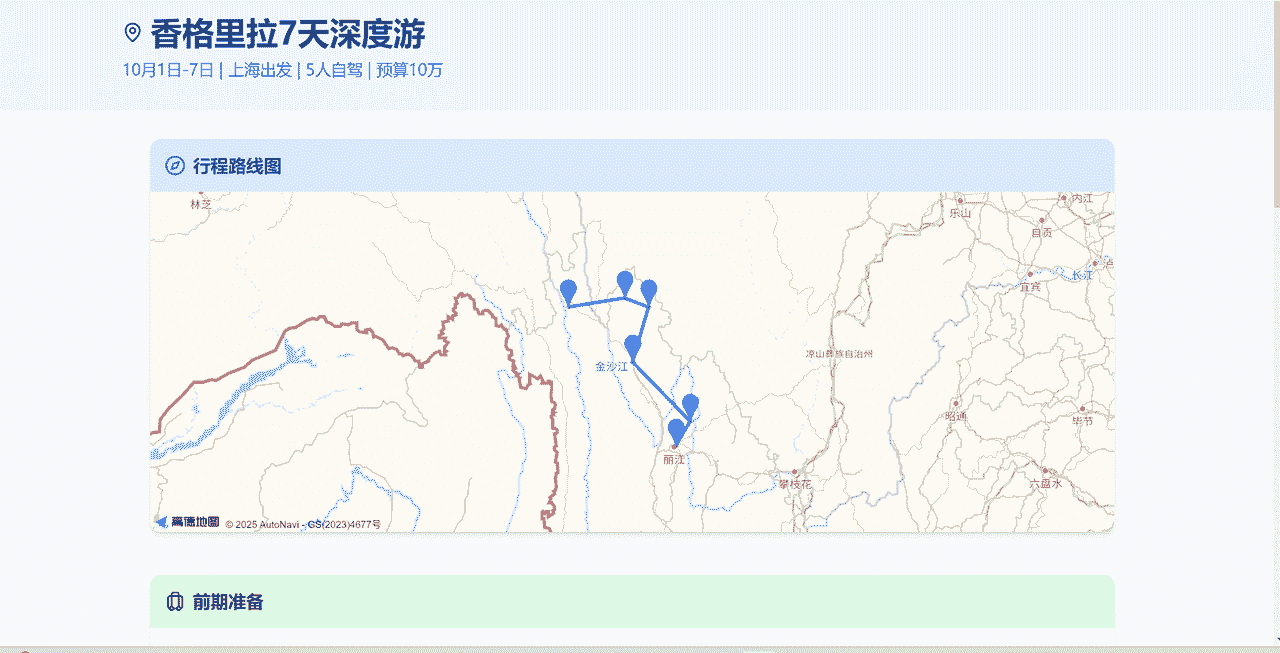 香格里拉7天深度游
10月1日-7日 | 上海出发 | 5人自驾 | 预算10万
行程路线图
林芝
乐山
内江
自贡
长江
宜宾
金沙江
凉山彝族自治州
昭通
毕节
丽江
攀枝花
六盘水
高德地图 © 2025 AutoNavi - GS(2023)4677号
前期准备